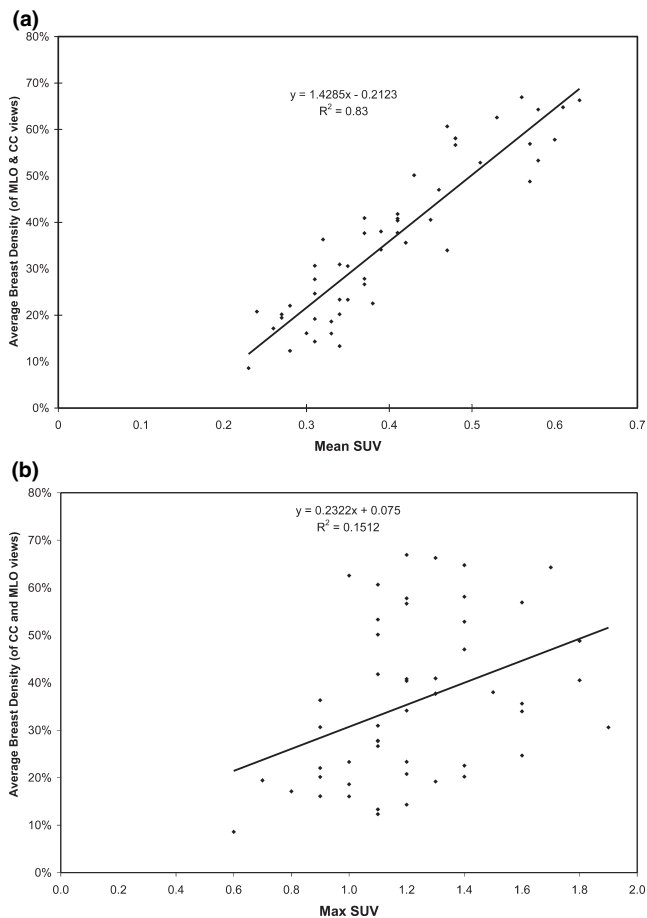 (a)
80%
70%
60%
50%
40%
30%
20%
10%
0%
Average Breast Density (of MLO & CC views)
y = 1.4285x - 0.2123
R² = 0.83
0 0.1 0.2 0.3 0.4 0.5 0.6 0.7
Mean SUV
(b)
80%
70%
60%
50%
40%
30%
20%
10%
0%
Average Breast Density (of CC and MLO views)
y = 0.2322x + 0.075
R² = 0.1512
0.0 0.2 0.4 0.6 0.8 1.0 1.2 1.4 1.6 1.8 2.0
Max SUV